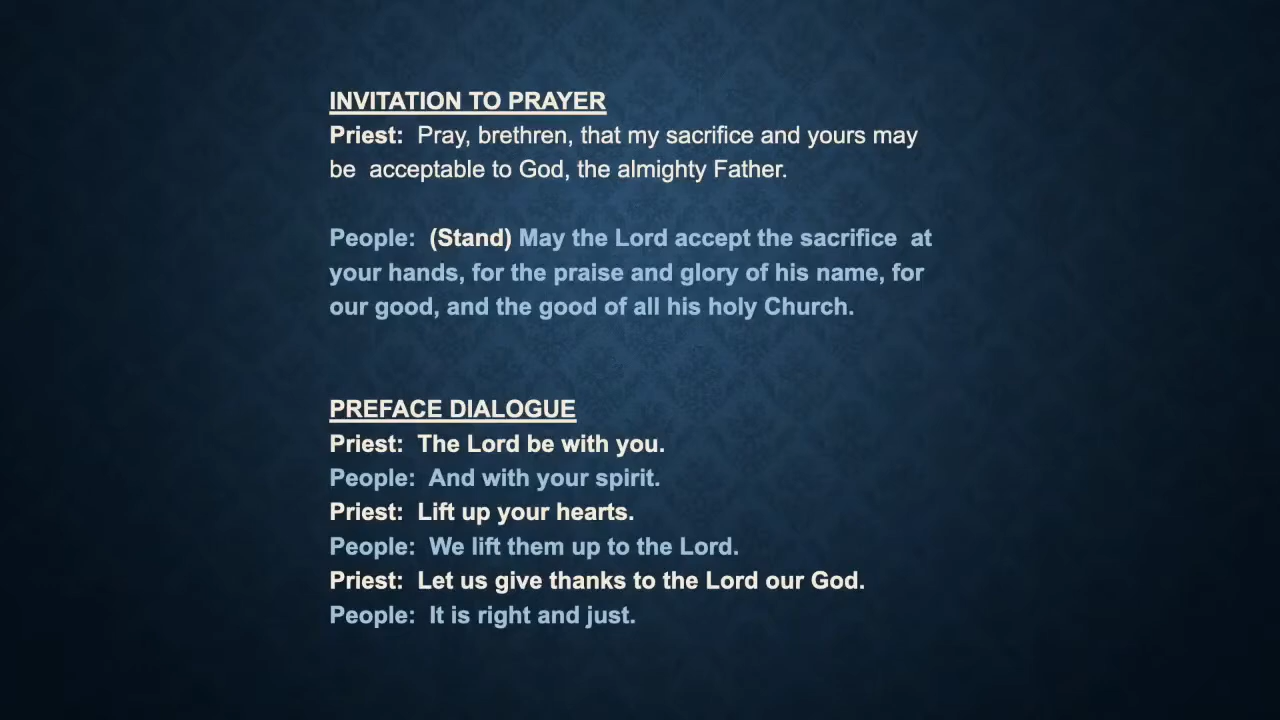 INVITATION TO PRAYER
Priest: Pray, brethren, that my sacrifice and yours may
be acceptable to God, the almighty Father.
People: (Stand) May the Lord accept the sacrifice at
your hands, for the praise and glory of his name, for
our good, and the good of all his holy Church.
PREFACE DIALOGUE
Priest: The Lord be with you.
People: And with your spirit.
Priest: Lift up your hearts.
People: We lift them up to the Lord.
Priest: Let us give thanks to the Lord our God.
People: It is right and just.